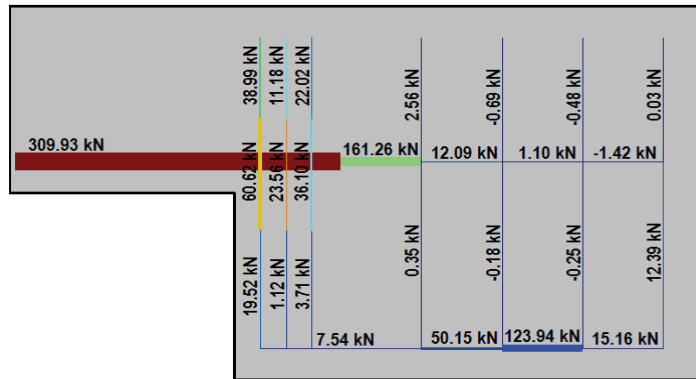 38.99 kN
11.18 kN
22.02 kN
2.56 kN
-0.69 kN
-0.48 kN
0.03 kN
309.93 kN
161.26 kN
12.09 kN
1.10 kN
-1.42 kN
60.62 kN
23.56 kN
36.10 kN
0.35 kN
-0.18 kN
-0.25 kN
12.39 kN
19.52 kN
1.12 kN
3.71 kN
7.54 kN
50.15 kN
123.94 kN
15.16 kN